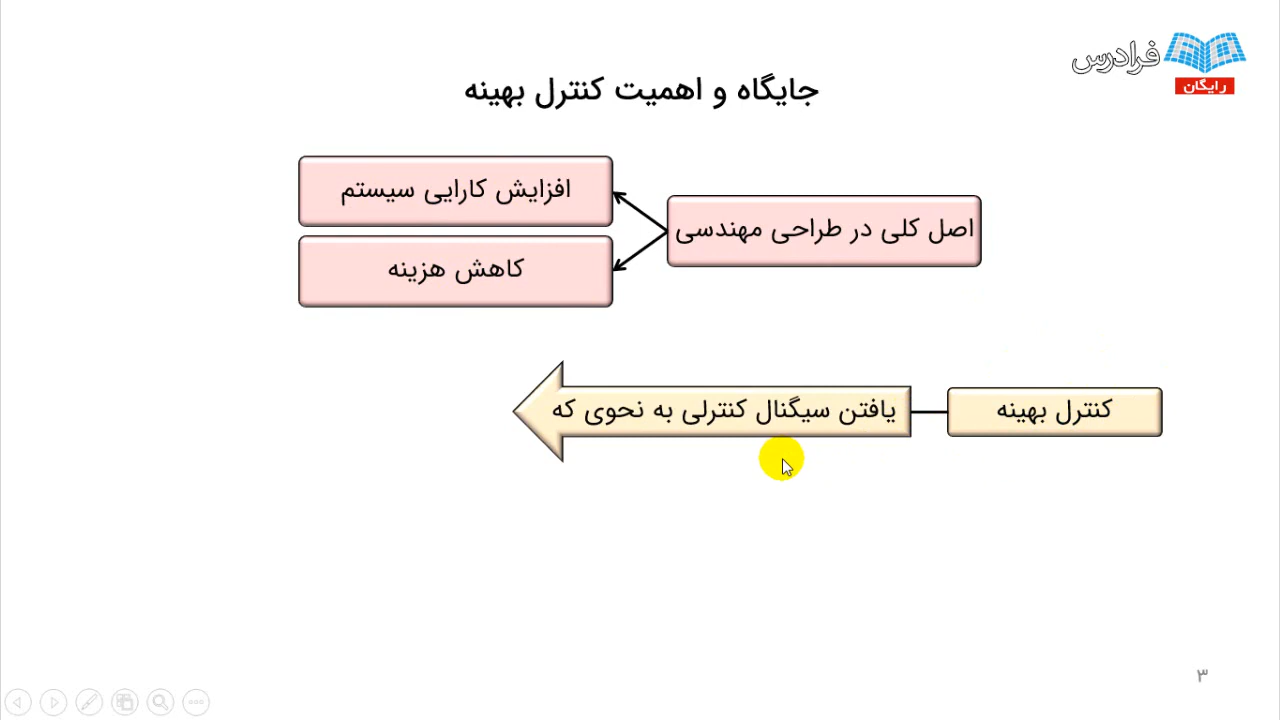 فرادرس
رایگان
جایگاه و اهمیت کنترل بهینه
اصل کلی در طراحی مهندسی
افزایش کارایی سیستم
کاهش هزینه
کنترل بهینه
یافتن سیگنال کنترلی به نحوی که
۳